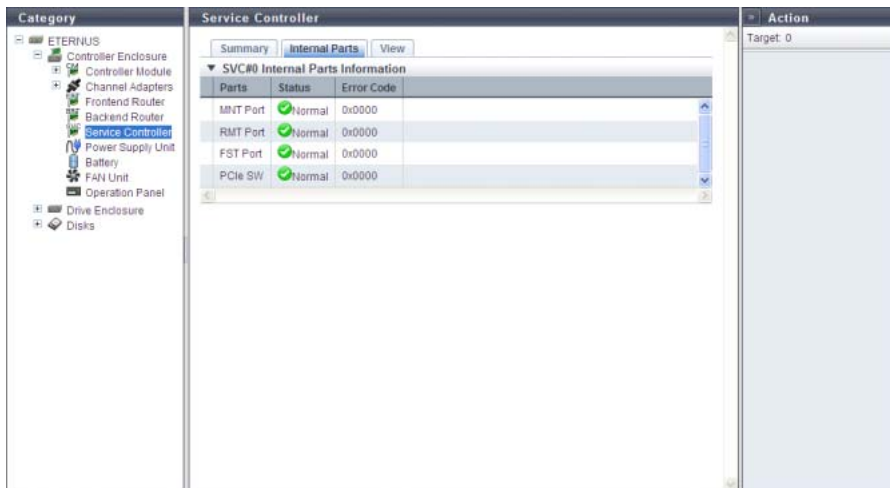 Category
ETERNUS
Controller Enclosure
Controller Module
Channel Adapters
Frontend Router
Backend Router
Service Controller
Power Supply Unit
Battery
FAN Unit
Operation Panel
Drive Enclosure
Disks
Service Controller
Summary Internal Parts View
SVC#0 Internal Parts Information
Parts Status Error Code
MNT Port Normal 0x0000
RMT Port Normal 0x0000
FST Port Normal 0x0000
PCIe SW Normal 0x0000
Action
Target: 0